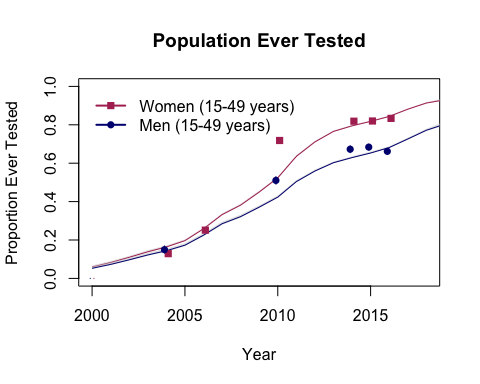 Population Ever Tested
Proportion Ever Tested
1.0
0.8
0.6
0.4
0.2
0.0
Women (15-49 years)
Men (15-49 years)
2000 2005 2010 2015
Year